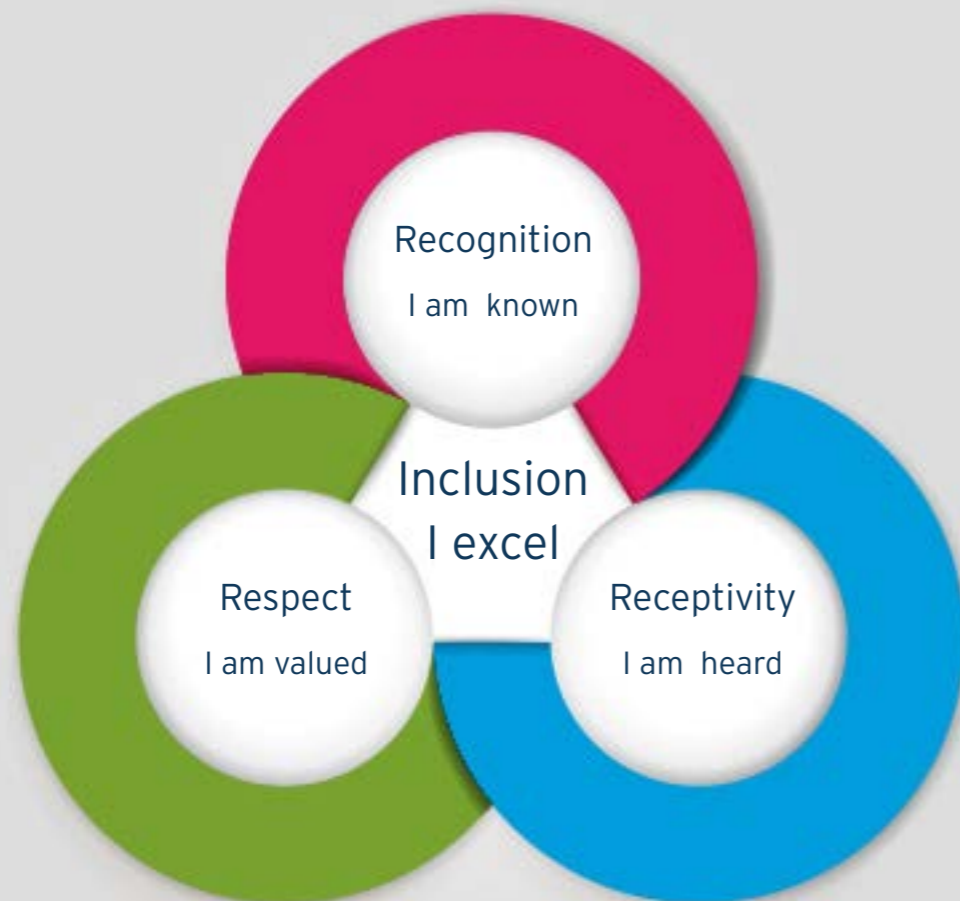 Recognition
I am known
Inclusion
I excel
Respect
I am valued
Receptivity
I am heard